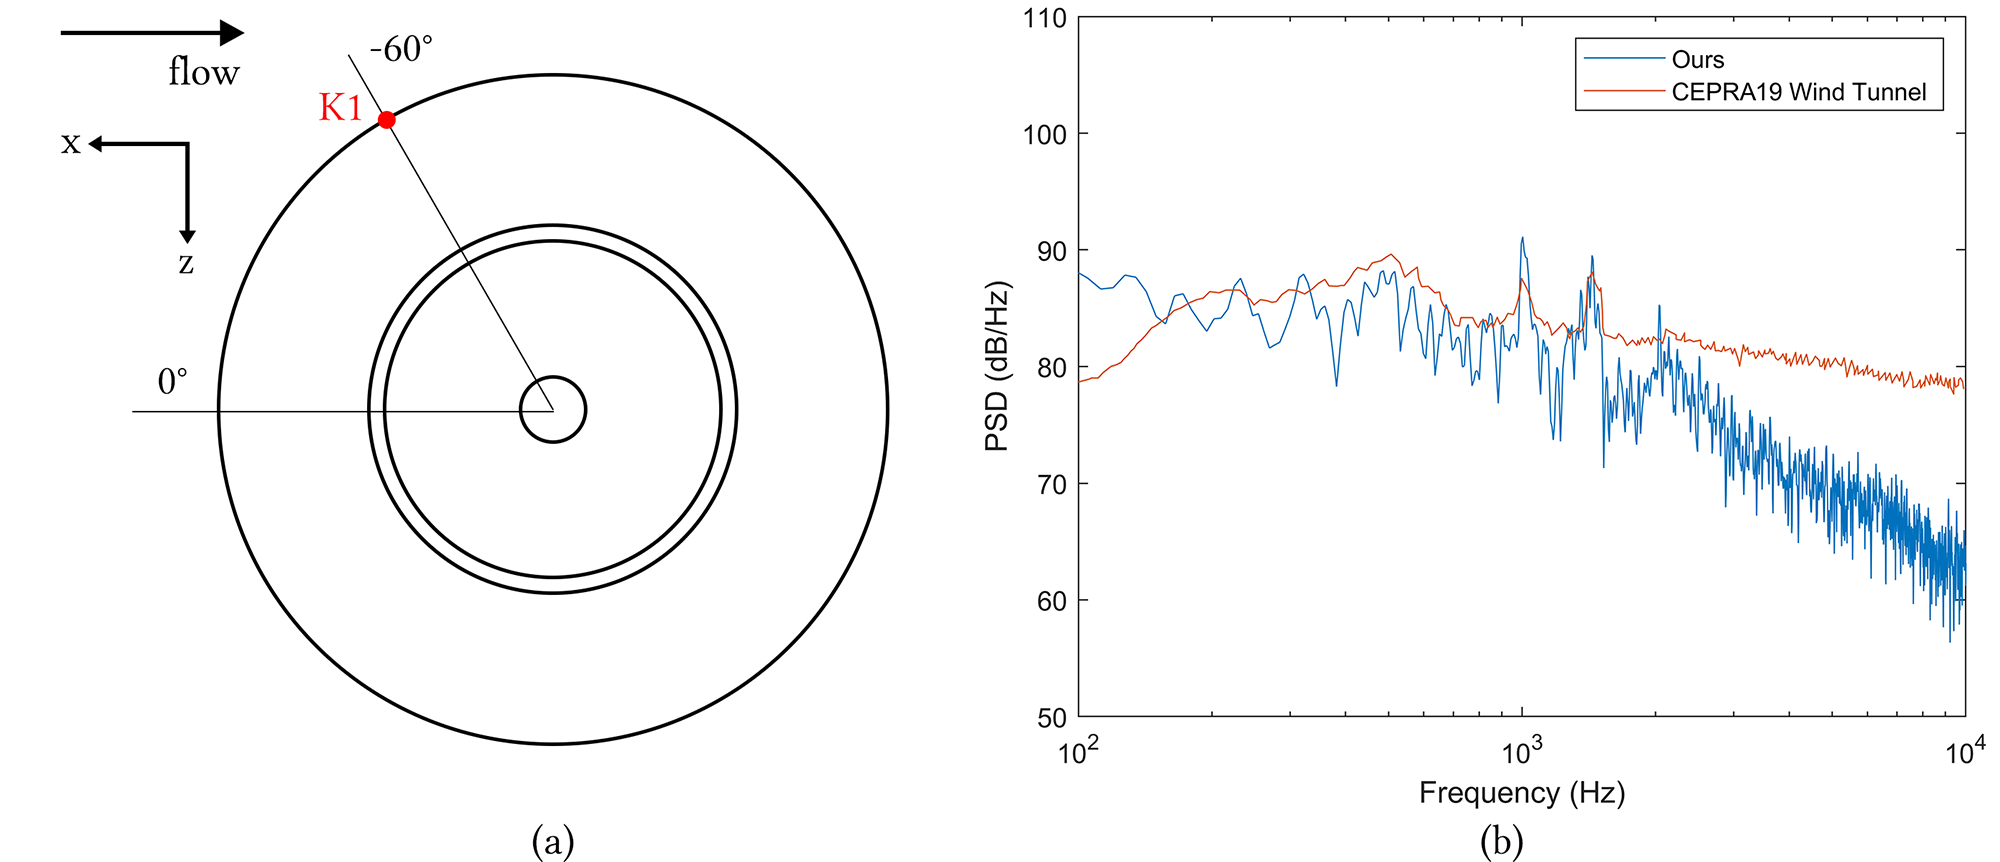 flow
-60°
K1
x
z
0°
(a)
110
100
90
80
70
60
50
PSD (dB/Hz)
Ours
CEPRA19 Wind Tunnel
10²
10³
10⁴
Frequency (Hz)
(b)